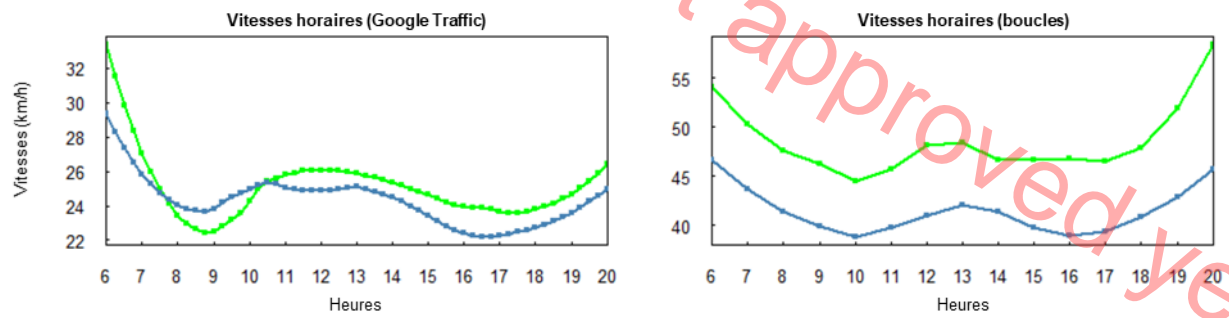 Vitesses horaires (Google Traffic)
Vitesses (km/h)
32
30
28
26
24
22
6 7 8 9 10 11 12 13 14 15 16 17 18 19 20
Heures
Vitesses horaires (boucles)
55
50
45
40
6 7 8 9 10 11 12 13 14 15 16 17 18 19 20
Heures
t approved ye